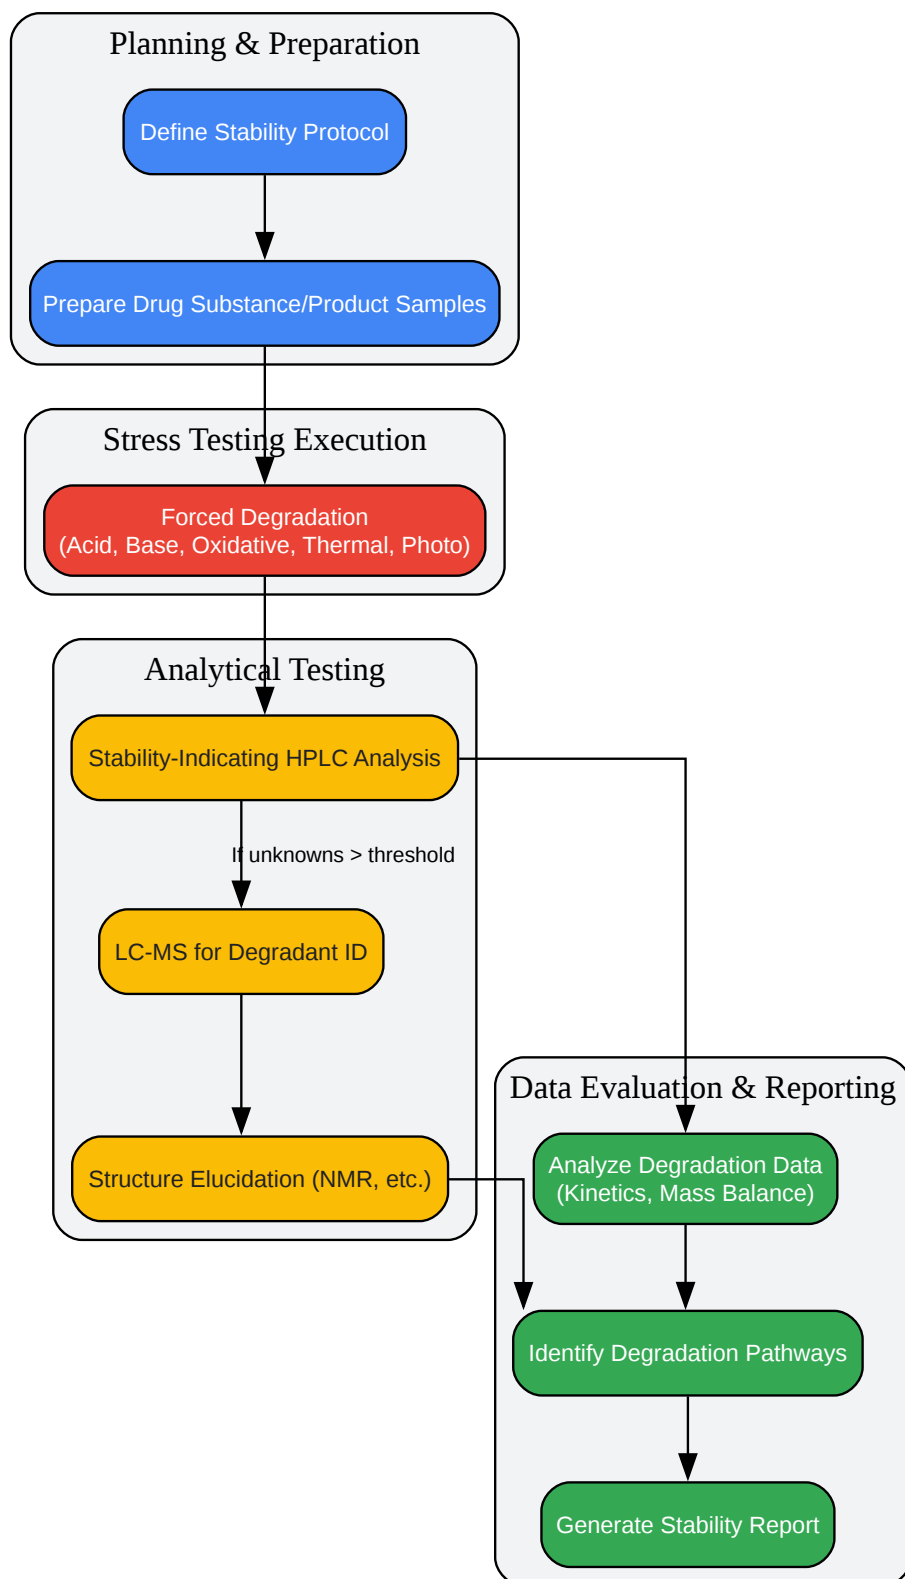 Planning & Preparation
Define Stability Protocol
Prepare Drug Substance/Product Samples
Stress Testing Execution
Forced Degradation
(Acid, Base, Oxidative, Thermal, Photo)
Analytical Testing
Stability-Indicating HPLC Analysis
If unknowns > threshold
LC-MS for Degradant ID
Structure Elucidation (NMR, etc.)
Data Evaluation & Reporting
Analyze Degradation Data
(Kinetics, Mass Balance)
Identify Degradation Pathways
Generate Stability Report